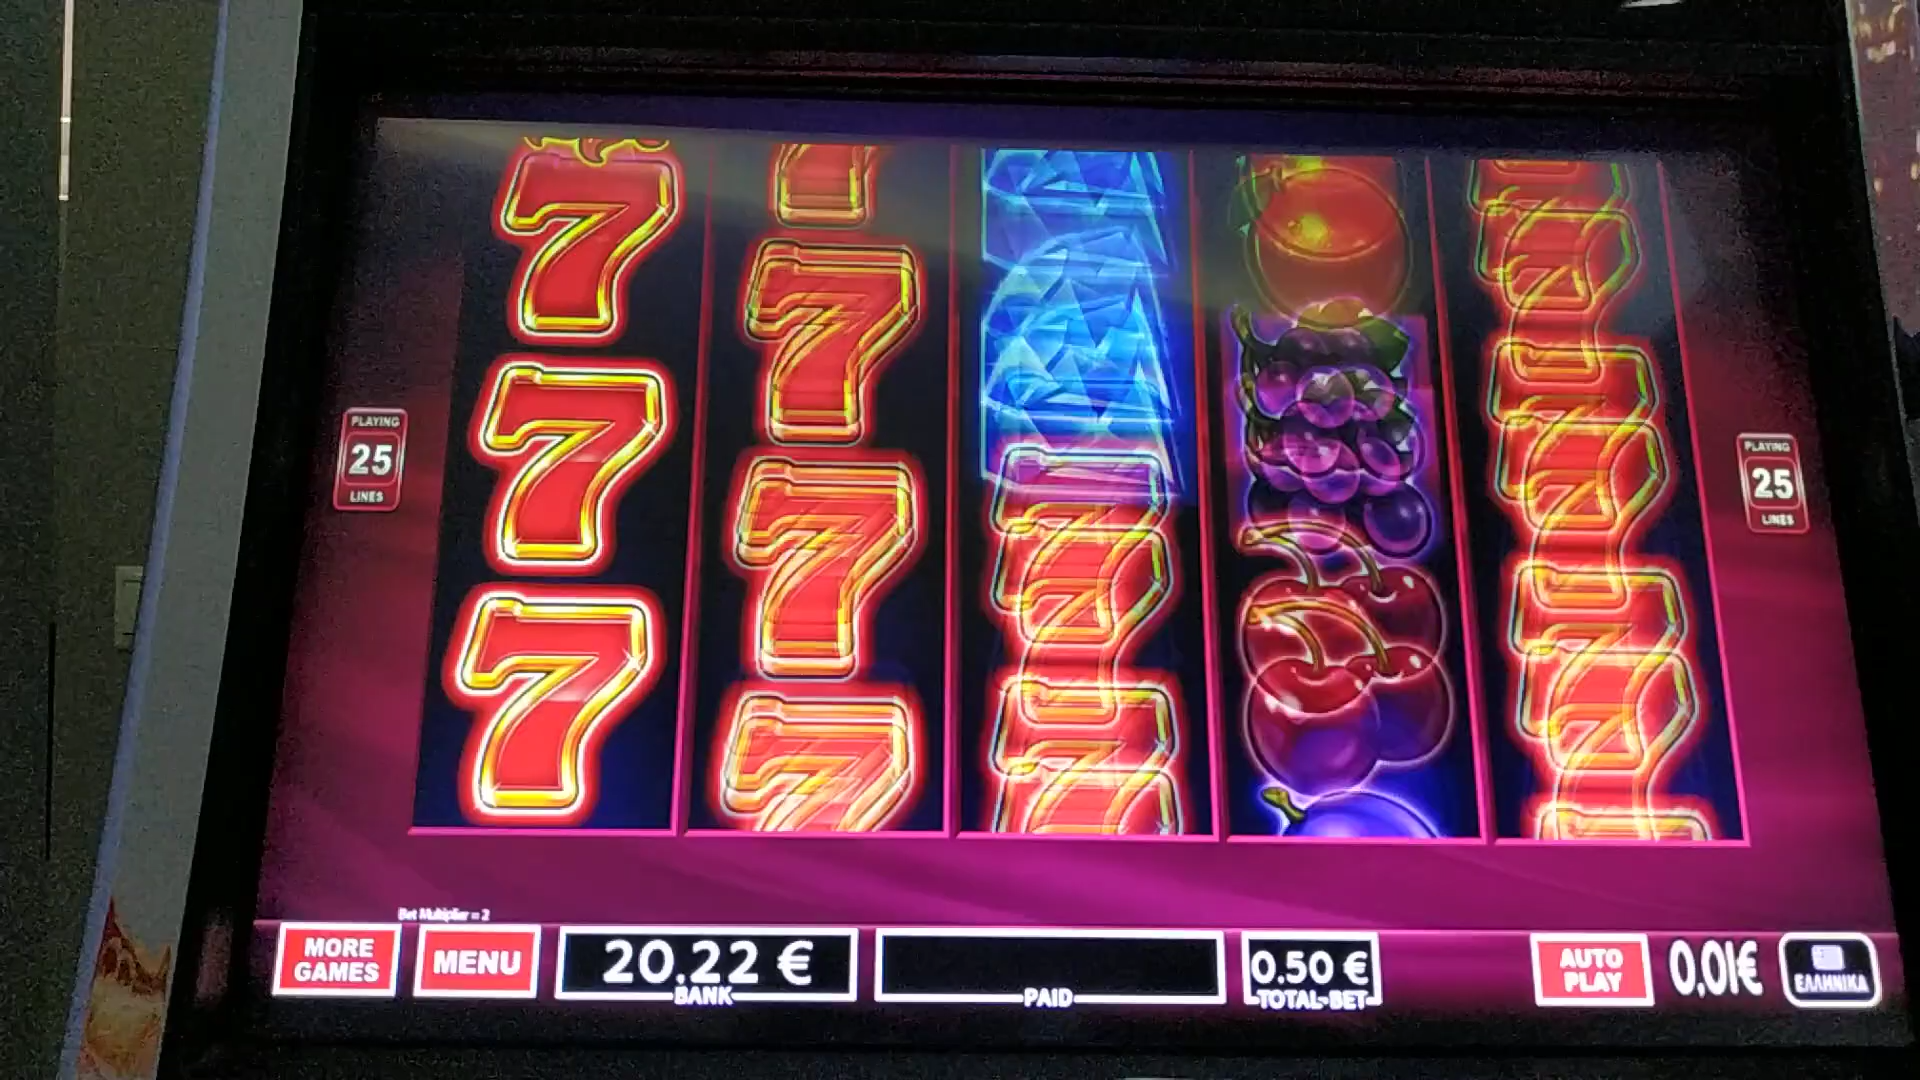 PLAYING
25
LINES
PLAYING
25
LINES
Bet Multiplier = 2
MORE
GAMES
MENU
20,22 €
BANK
PAID
0.50 €
TOTAL BET
AUTO
PLAY
0,01€
ΕΛΛΗΝΙΚΑ